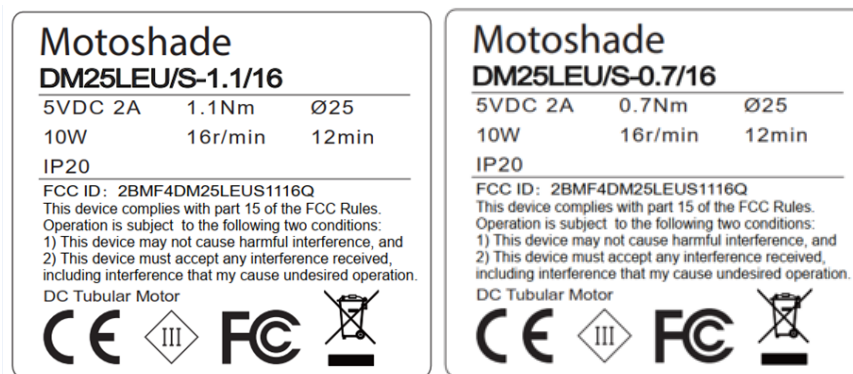 Motoshade
DM25LEU/S-1.1/16
5VDC 2A 1.1Nm Ø25
10W 16r/min 12min
IP20
FCC ID: 2BMF4DM25LEUS1116Q
This device complies with part 15 of the FCC Rules.
Operation is subject to the following two conditions:
1) This device may not cause harmful interference, and
2) This device must accept any interference received,
including interference that my cause undesired operation.
DC Tubular Motor
CE III FC
Motoshade
DM25LEU/S-0.7/16
5VDC 2A 0.7Nm Ø25
10W 16r/min 12min
IP20
FCC ID: 2BMF4DM25LEUS1116Q
This device complies with part 15 of the FCC Rules.
Operation is subject to the following two conditions:
1) This device may not cause harmful interference, and
2) This device must accept any interference received,
including interference that my cause undesired operation.
DC Tubular Motor
CE III FC